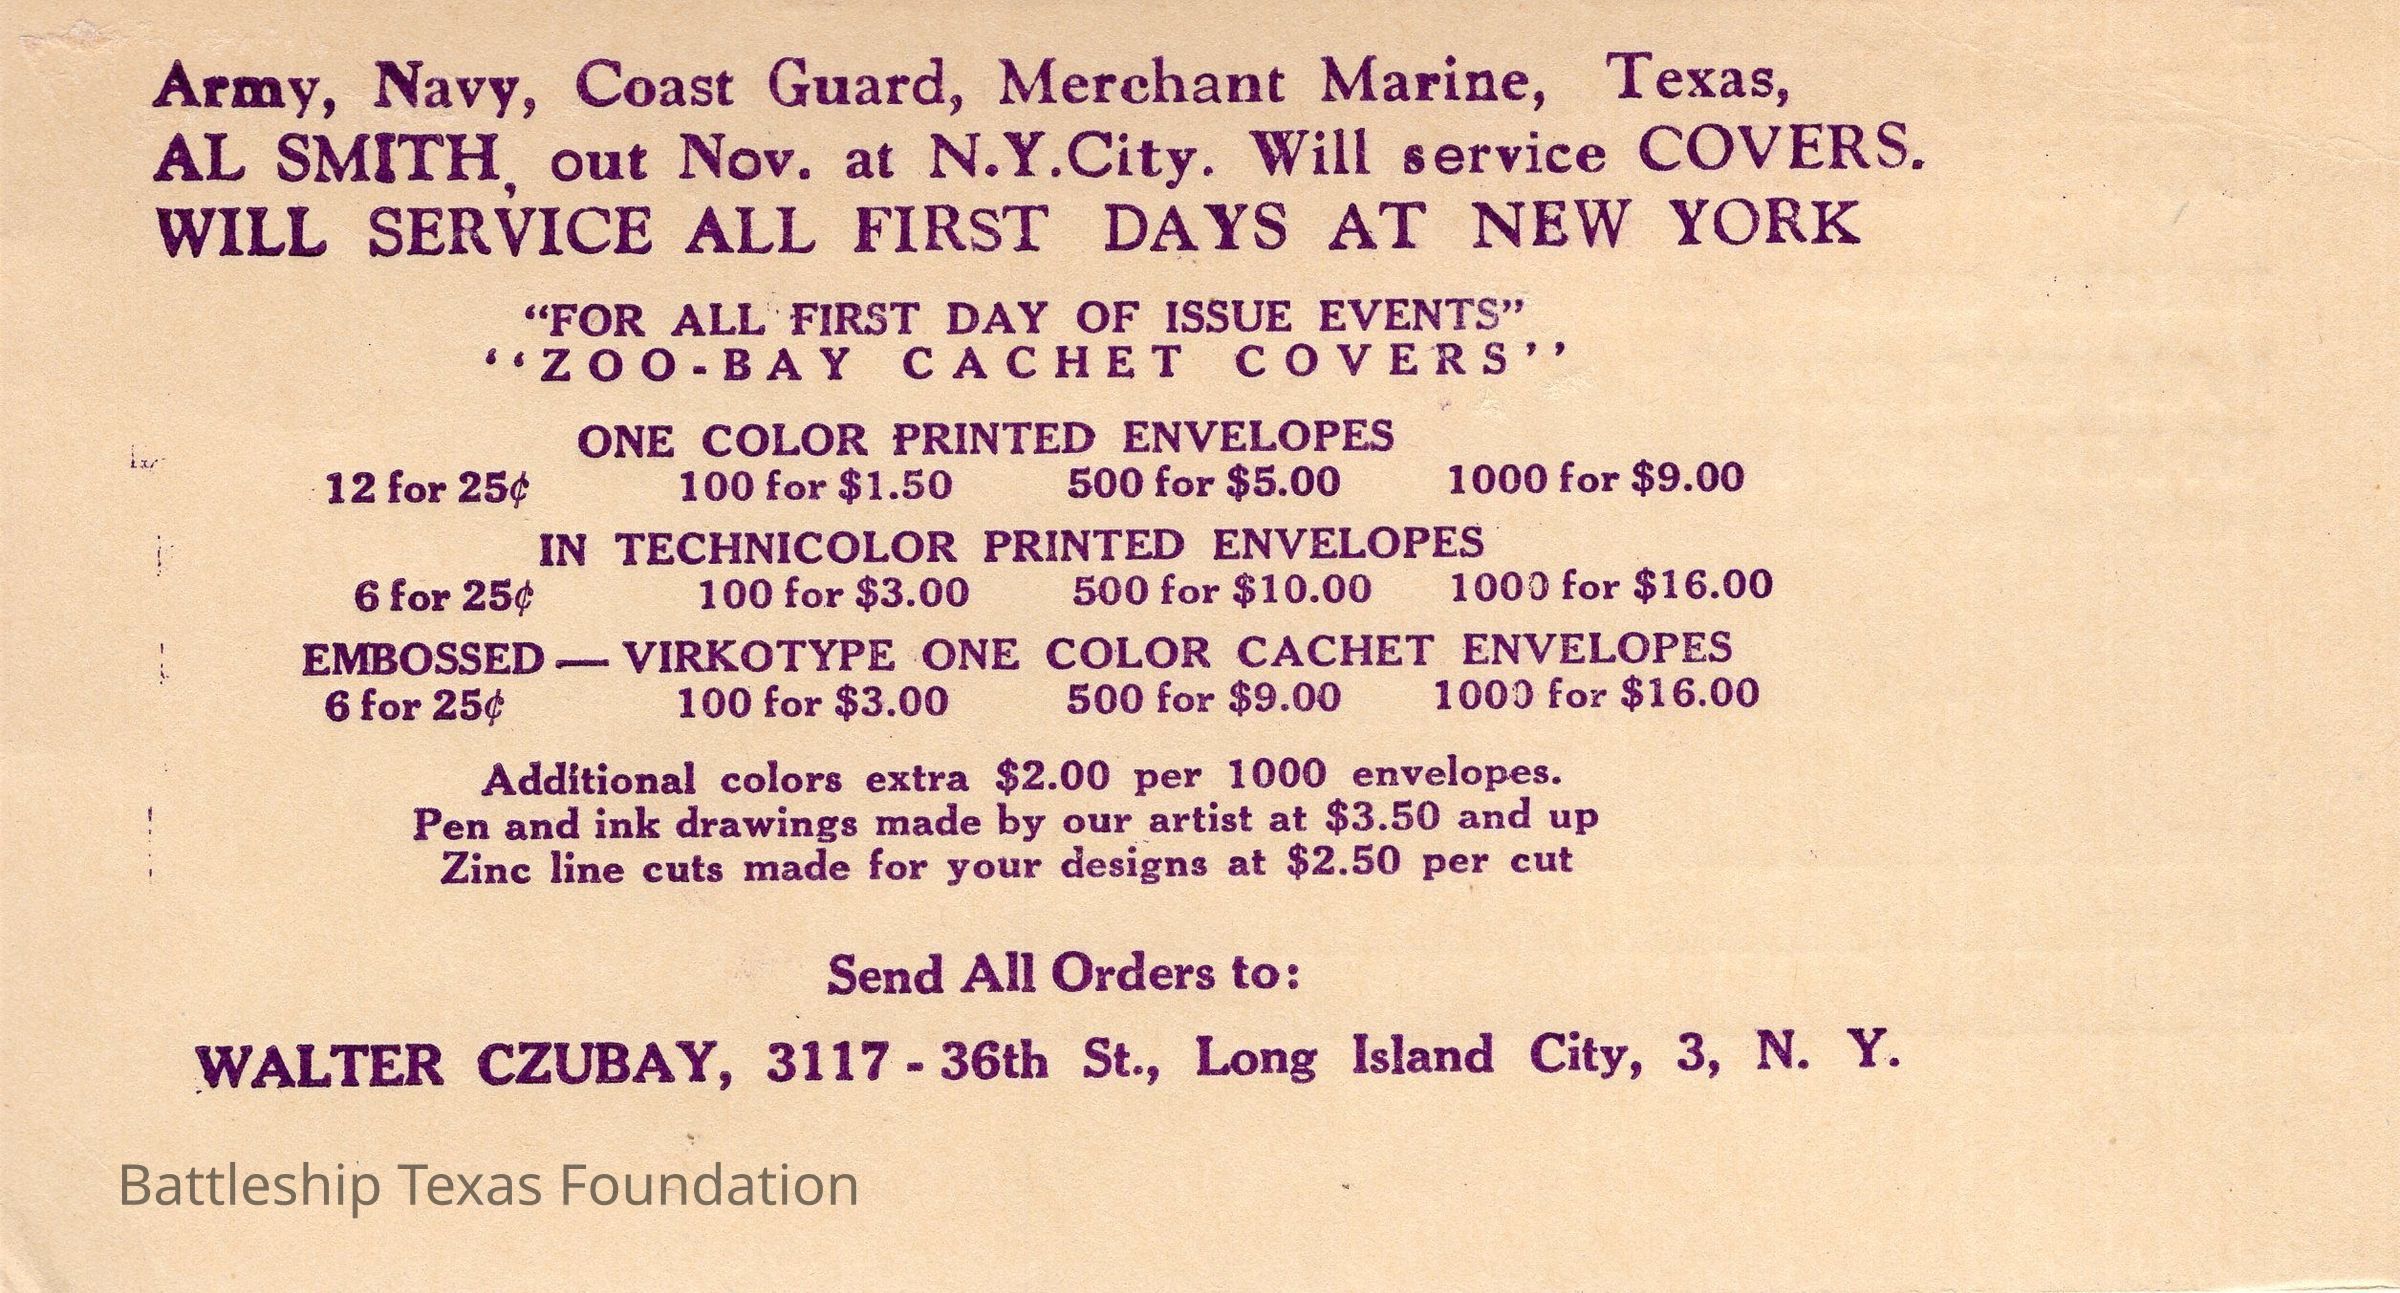 Army, Navy, Coast Guard, Merchant Marine, Texas,
AL SMITH, out Nov. at N.Y.City. Will service COVERS.
WILL SERVICE ALL FIRST DAYS AT NEW YORK
“FOR ALL FIRST DAY OF ISSUE EVENTS”
‘‘ZOO-BAY CACHET COVERS’’
ONE COLOR PRINTED ENVELOPES
12 for 25¢ 100 for $1.50 500 for $5.00 1000 for $9.00
IN TECHNICOLOR PRINTED ENVELOPES
6 for 25¢ 100 for $3.00 500 for $10.00 1000 for $16.00
EMBOSSED — VIRKOTYPE ONE COLOR CACHET ENVELOPES
6 for 25¢ 100 for $3.00 500 for $9.00 1000 for $16.00
Additional colors extra $2.00 per 1000 envelopes.
Pen and ink drawings made by our artist at $3.50 and up
Zinc line cuts made for your designs at $2.50 per cut
Send All Orders to:
WALTER CZUBAY, 3117 - 36th St., Long Island City, 3, N. Y.
Battleship Texas Foundation